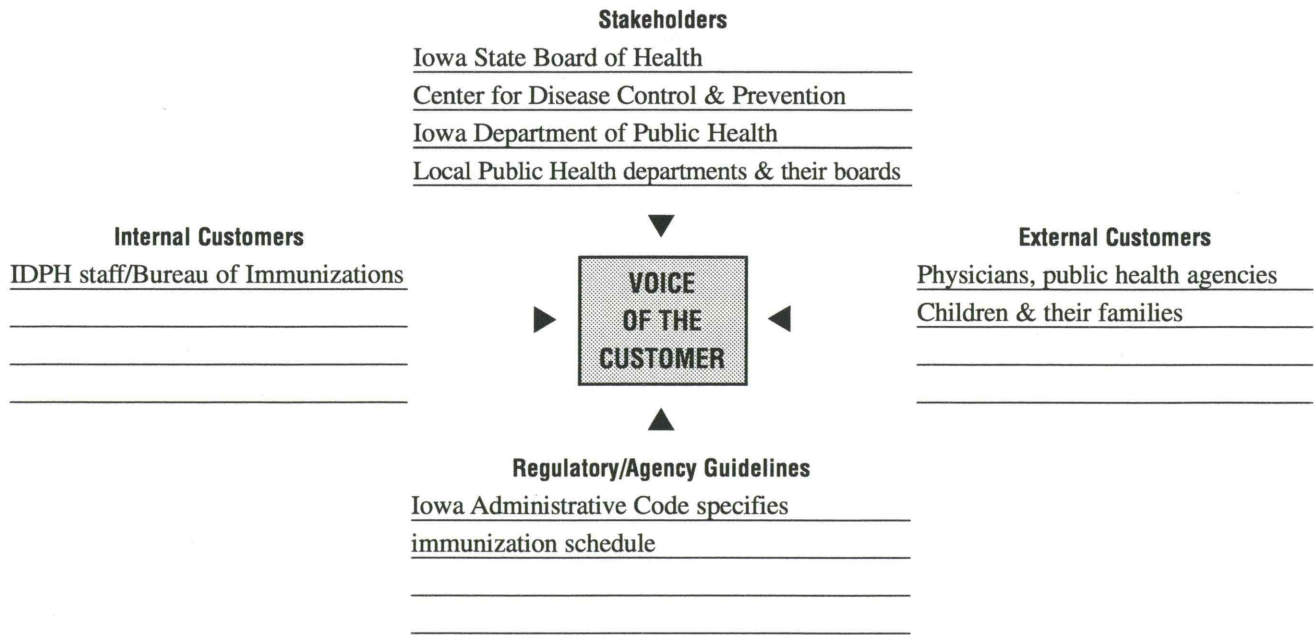 Stakeholders
Iowa State Board of Health
Center for Disease Control & Prevention
Iowa Department of Public Health
Local Public Health departments & their boards
Internal Customers
IDPH staff/Bureau of Immunizations
VOICE
OF THE
CUSTOMER
External Customers
Physicians, public health agencies
Children & their families
Regulatory/Agency Guidelines
Iowa Administrative Code specifies
immunization schedule